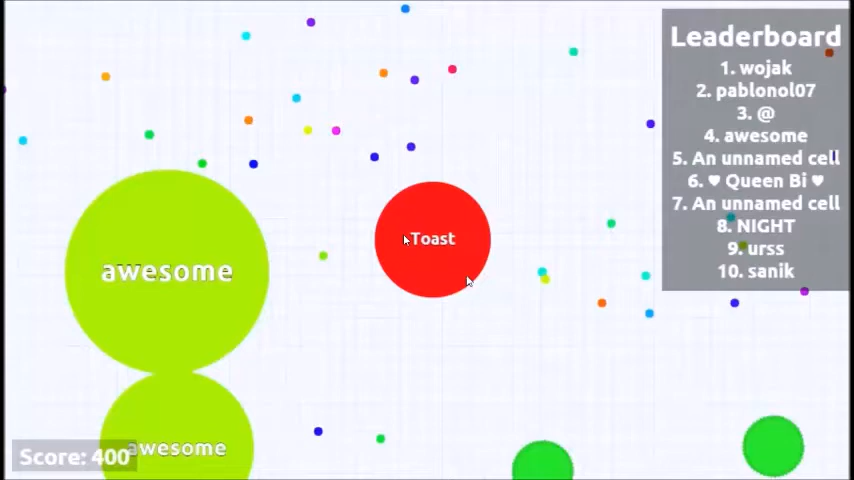 Leaderboard
1. wojak
2. pablonol07
3. @
4. awesome
5. An unnamed cell
6. ♥ Queen Bi ♥
7. An unnamed cell
8. NIGHT
9. urss
10. sanik
Toast
awesome
awesome
Score: 400